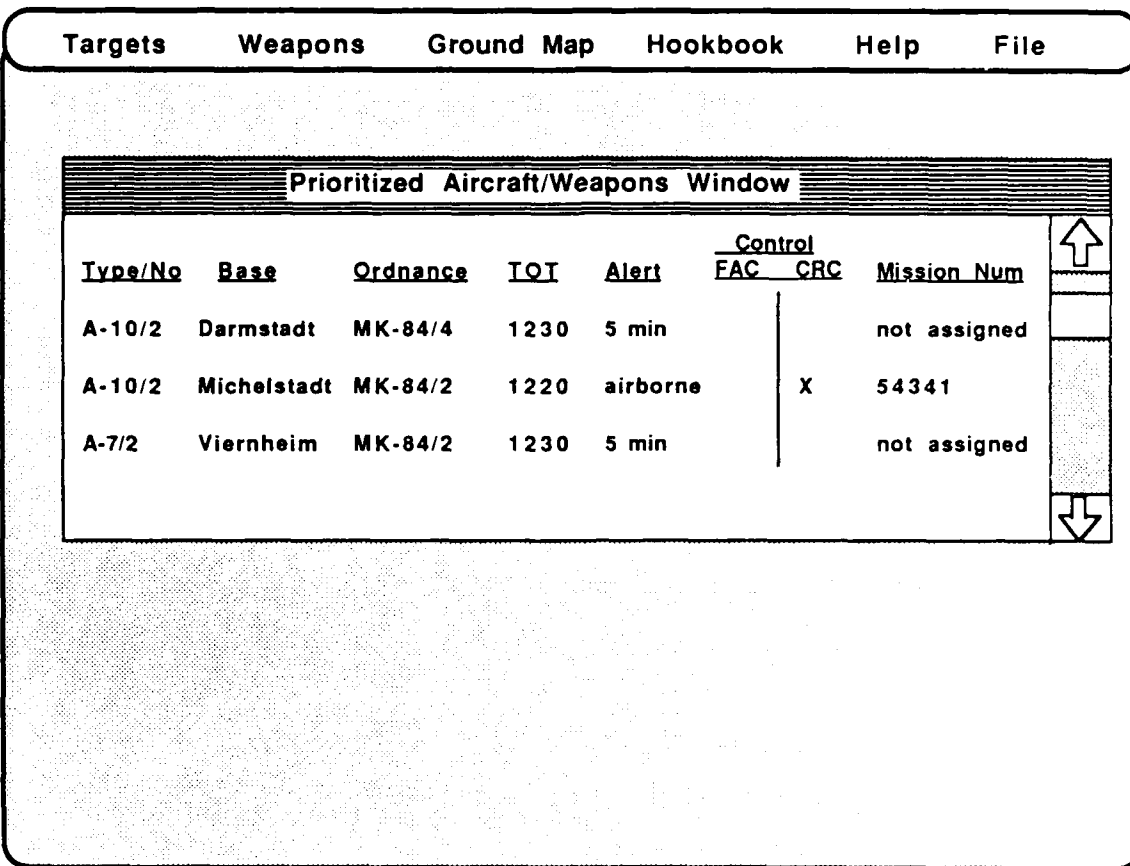 Targets Weapons Ground Map Hookbook Help File
Prioritized Aircraft/Weapons Window
Control
Type/No Base Ordnance TOT Alert FAC CRC Mission Num
A-10/2 Darmstadt MK-84/4 1230 5 min not assigned
A-10/2 Michelstadt MK-84/2 1220 airborne X 54341
A-7/2 Viernheim MK-84/2 1230 5 min not assigned